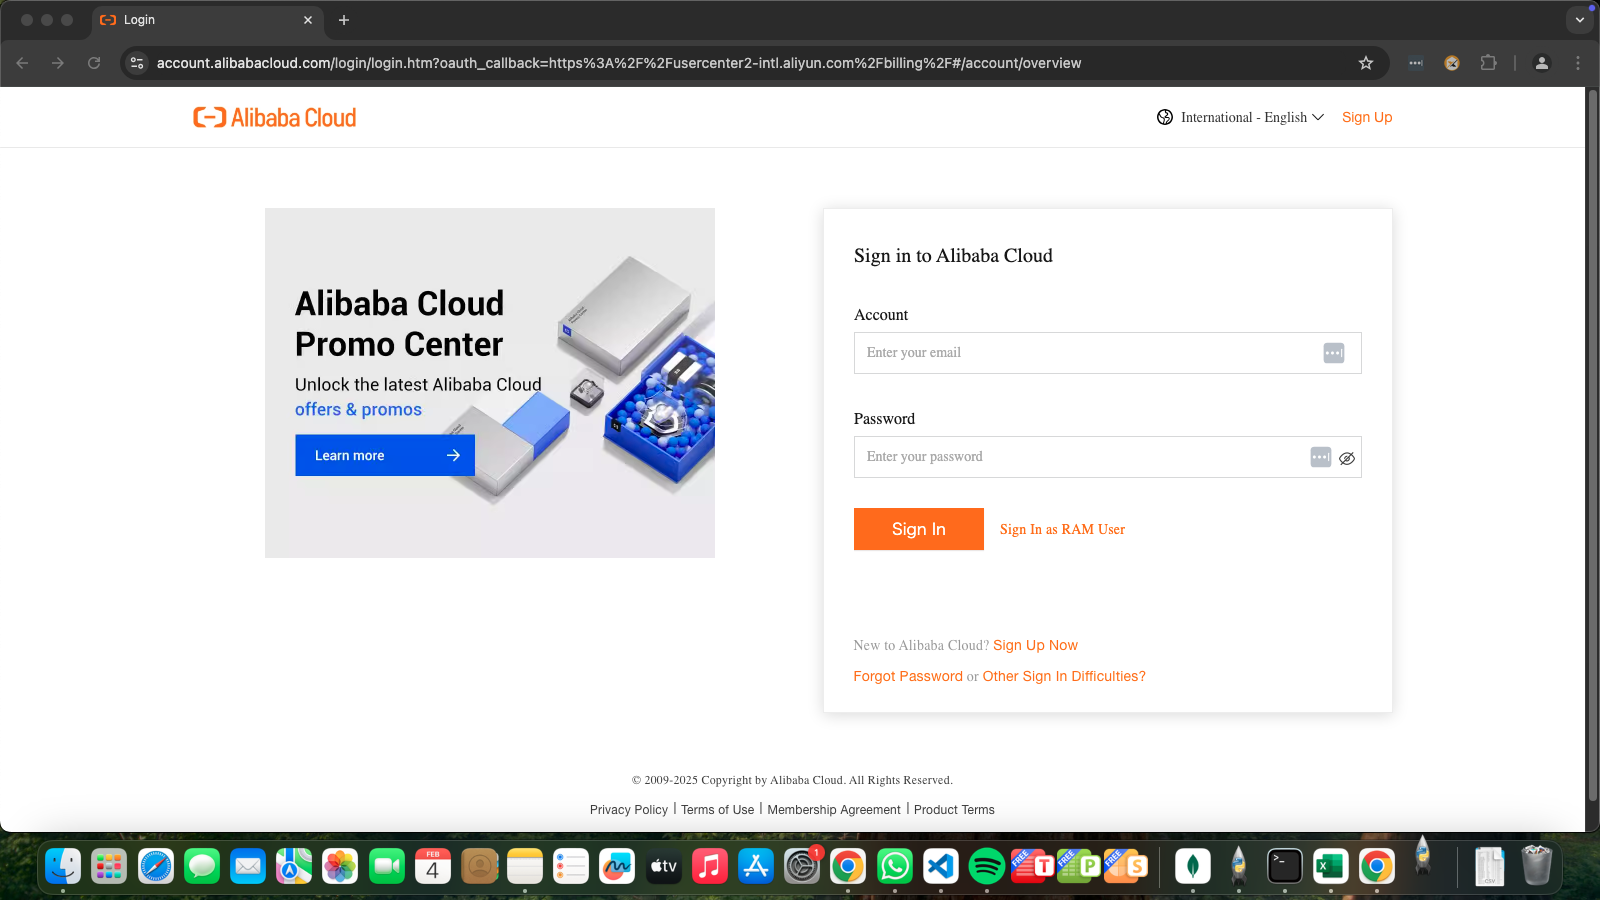 Login
account.alibabacloud.com/login/login.htm?oauth_callback=https%3A%2F%2Fusercenter2-intl.aliyun.com%2Fbilling%2F#/account/overview
Alibaba Cloud
International - English
Sign Up
Alibaba Cloud
Promo Center
Unlock the latest Alibaba Cloud
offers & promos
Learn more
Sign in to Alibaba Cloud
Account
Enter your email
Password
Enter your password
Sign In
Sign In as RAM User
New to Alibaba Cloud? Sign Up Now
Forgot Password or Other Sign In Difficulties?
© 2009-2025 Copyright by Alibaba Cloud. All Rights Reserved.
Privacy Policy | Terms of Use | Membership Agreement | Product Terms
FEB
4
tv
1
FREE
T
FREE
P
FREE
S
X
CSV